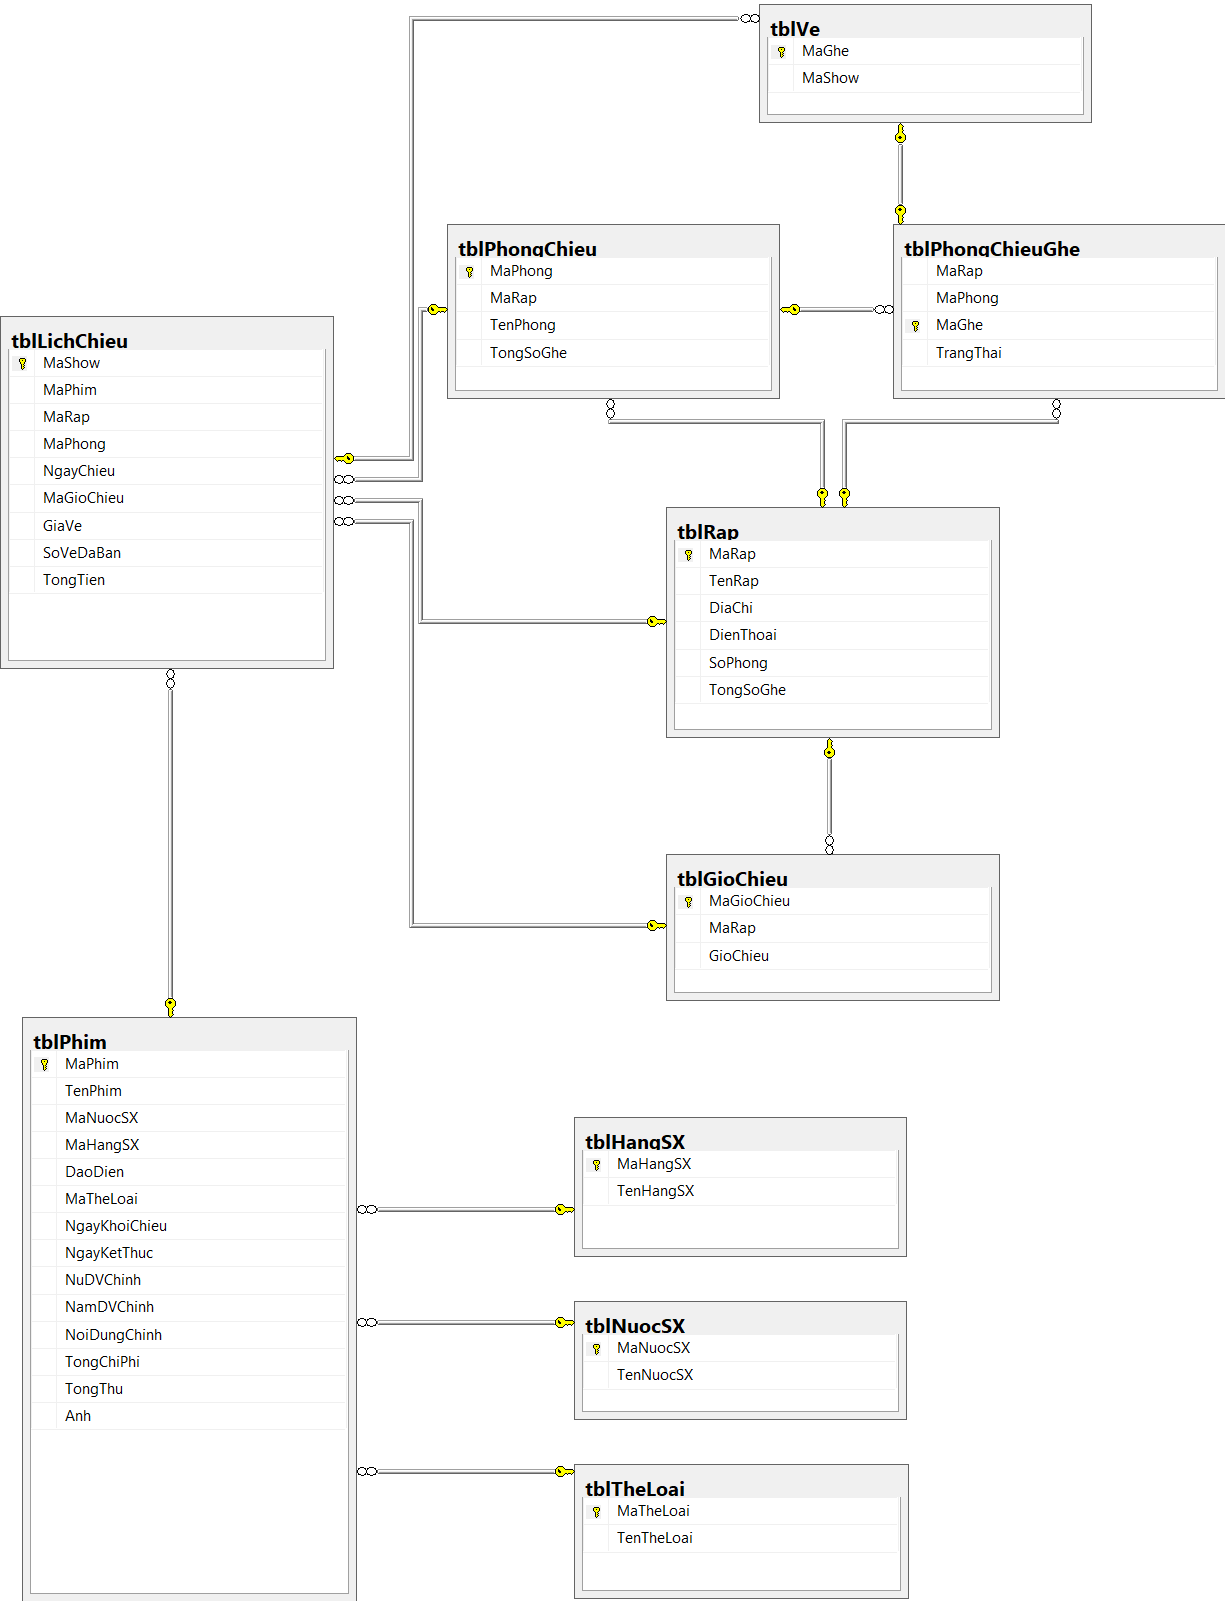 tblVe
MaGhe
MaShow
tblPhongChieu
MaPhong
MaRap
TenPhong
TongSoGhe
tblPhongChieuGhe
MaRap
MaPhong
MaGhe
TrangThai
tblLichChieu
MaShow
MaPhim
MaRap
MaPhong
NgayChieu
MaGioChieu
GiaVe
SoVeDaBan
TongTien
tblRap
MaRap
TenRap
DiaChi
DienThoai
SoPhong
TongSoGhe
tblGioChieu
MaGioChieu
MaRap
GioChieu
tblPhim
MaPhim
TenPhim
MaNuocSX
MaHangSX
DaoDien
MaTheLoai
NgayKhoiChieu
NgayKetThuc
NuDVChinh
NamDVChinh
NoiDungChinh
TongChiPhi
TongThu
Anh
tblHangSX
MaHangSX
TenHangSX
tblNuocSX
MaNuocSX
TenNuocSX
tblTheLoai
MaTheLoai
TenTheLoai